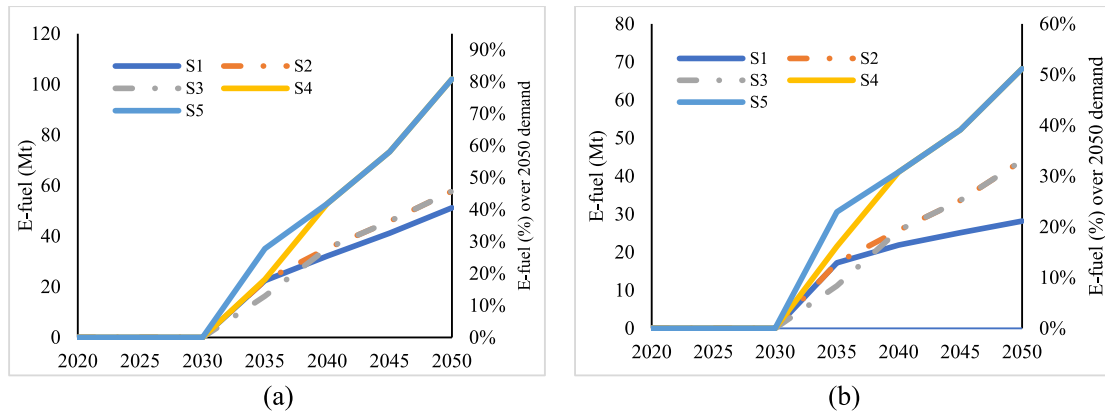 120
100
80
60
40
20
0
E-fuel (Mt)
S1
S2
S3
S4
S5
90%
80%
70%
60%
50%
40%
30%
20%
10%
0%
E-fuel (%) over 2050 demand
2020 2025 2030 2035 2040 2045 2050
(a)
80
70
60
50
40
30
20
10
0
E-fuel (Mt)
S1
S2
S3
S4
S5
60%
50%
40%
30%
20%
10%
0%
E-fuel (%) over 2050 demand
2020 2025 2030 2035 2040 2045 2050
(b)